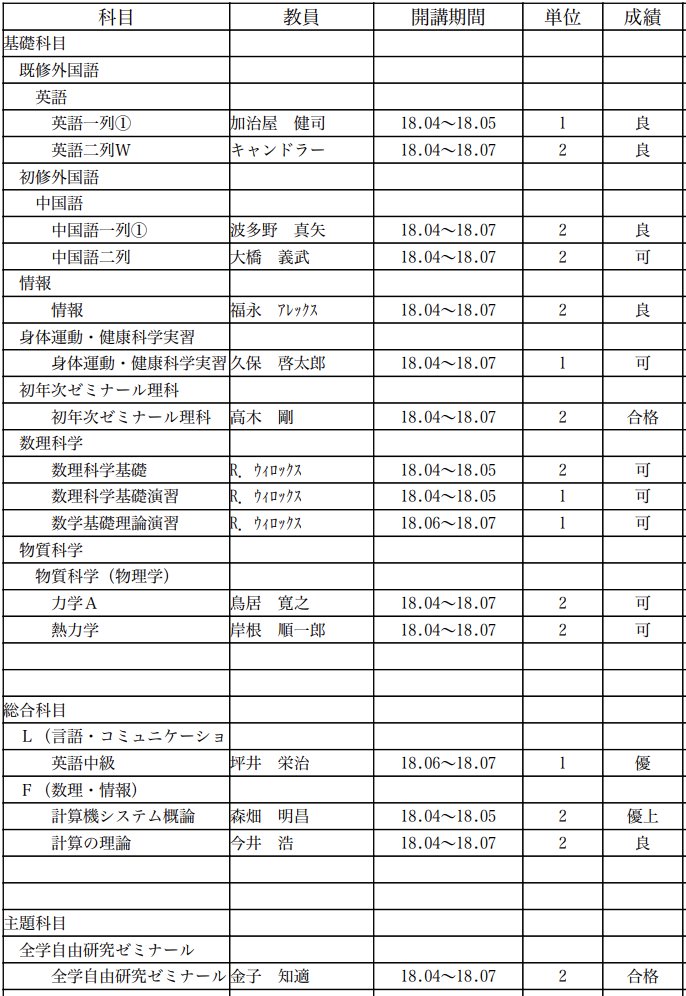 科目 教員 開講期間 単位 成績
基礎科目
既修外国語
英語
英語一列① 加治屋 健司 18.04～18.05 1 良
英語二列W キャンドラー 18.04～18.07 2 良
初修外国語
中国語
中国語一列① 波多野 真矢 18.04～18.07 2 良
中国語二列 大橋 義武 18.04～18.07 2 可
情報
情報 福永 ｱﾚｯｸｽ 18.04～18.07 2 良
身体運動・健康科学実習
身体運動・健康科学実習 久保 啓太郎 18.04～18.07 1 可
初年次ゼミナール理科
初年次ゼミナール理科 高木 剛 18.04～18.07 2 合格
数理科学
数理科学基礎 R. ｳｨﾛｯｸｽ 18.04～18.05 2 可
数理科学基礎演習 R. ｳｨﾛｯｸｽ 18.04～18.05 1 可
数学基礎理論演習 R. ｳｨﾛｯｸｽ 18.06～18.07 1 可
物質科学
物質科学（物理学）
力学Ａ 鳥居 寛之 18.04～18.07 2 可
熱力学 岸根 順一郎 18.04～18.07 2 可
総合科目
Ｌ（言語・コミュニケーショ
英語中級 坪井 栄治 18.06～18.07 1 優
Ｆ（数理・情報）
計算機システム概論 森畑 明昌 18.04～18.05 2 優上
計算の理論 今井 浩 18.04～18.07 2 良
主題科目
全学自由研究ゼミナール
全学自由研究ゼミナール 金子 知適 18.04～18.07 2 合格